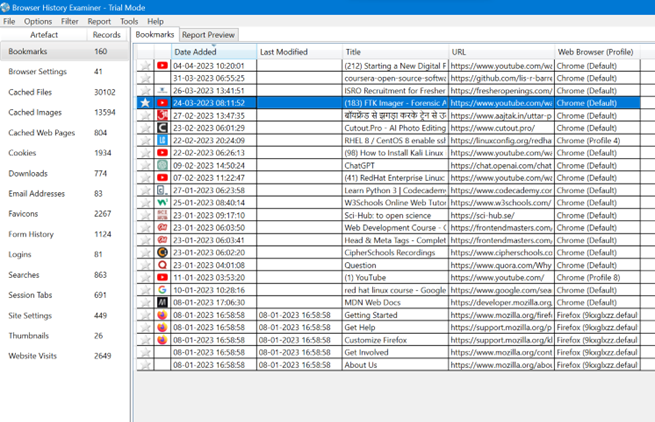 Browser History Examiner - Trial Mode
File Options Filter Report Tools Help
Artefact Records
Bookmarks 160
Browser Settings 41
Cached Files 30102
Cached Images 13594
Cached Web Pages 804
Cookies 1934
Downloads 774
Email Addresses 83
Favicons 2267
Form History 1124
Logins 81
Searches 863
Session Tabs 691
Site Settings 449
Thumbnails 26
Website Visits 2649
Bookmarks Report Preview
Date Added Last Modified Title URL Web Browser (Profile)
04-04-2023 10:20:01 (212) Starting a New Digital F https://www.youtube.com/wa Chrome (Default)
31-03-2023 06:55:25 coursera-open-source-softwa https://github.com/lis-r-barre Chrome (Default)
26-03-2023 13:41:51 ISRO Recruitment for Fresher https://fresheropenings.com/ Chrome (Default)
24-03-2023 08:11:52 (183) FTK Imager - Forensic A https://www.youtube.com/wa Chrome (Default)
27-02-2023 13:47:35 बॉयफ्रेंड से झगड़ा करके ट्रेन से उ https://www.aajtak.in/uttar-p Chrome (Default)
23-02-2023 06:01:29 Cutout.Pro - AI Photo Editing https://www.cutout.pro/ Chrome (Default)
22-02-2023 20:24:09 RHEL 8 / CentOS 8 enable ssh https://linuxconfig.org/redha Chrome (Profile 4)
22-02-2023 06:26:13 (98) How to Install Kali Linux https://www.youtube.com/wa Chrome (Default)
09-02-2023 14:50:24 ChatGPT https://chat.openai.com/chat Chrome (Default)
07-02-2023 11:22:47 (41) RedHat Enterprise Linux https://www.youtube.com/wa Chrome (Default)
27-01-2023 06:23:58 Learn Python 3 | Codecademy https://www.codecademy.co Chrome (Default)
25-01-2023 08:40:14 W3Schools Online Web Tutor https://www.w3schools.com/ Chrome (Default)
23-01-2023 09:17:10 Sci-Hub: to open science https://sci-hub.se/ Chrome (Default)
23-01-2023 06:03:50 Web Development Course - C https://frontendmasters.com, Chrome (Default)
23-01-2023 06:03:41 Head & Meta Tags - Complet https://frontendmasters.com, Chrome (Default)
23-01-2023 06:02:20 CipherSchools Recording https://www.cipherschools.co Chrome (Default)
23-01-2023 04:01:08 Question https://www.quora.com/Why Chrome (Default)
11-01-2023 03:53:20 (1) YouTube https://www.youtube.com/ Chrome (Profile 8)
10-01-2023 10:28:16 red hat linux course - Google https://www.google.com/sea Chrome (Default)
08-01-2023 17:06:30 MDN Web Docs https://developer.mozilla.org, Chrome (Default)
08-01-2023 16:58:58 08-01-2023 16:58:58 Getting Started https://www.mozilla.org/firef Firefox (9kxglxzz.defaul
08-01-2023 16:58:58 08-01-2023 16:58:58 Get Help https://support.mozilla.org/p Firefox (9kxglxzz.defaul
08-01-2023 16:58:58 08-01-2023 16:58:58 Customize Firefox https://support.mozilla.org/kl Firefox (9kxglxzz.defaul
08-01-2023 16:58:58 08-01-2023 16:58:58 Get Involved https://www.mozilla.org/cont Firefox (9kxglxzz.defaul
08-01-2023 16:58:58 08-01-2023 16:58:58 About Us https://www.mozilla.org/abou Firefox (9kxglxzz.defaul